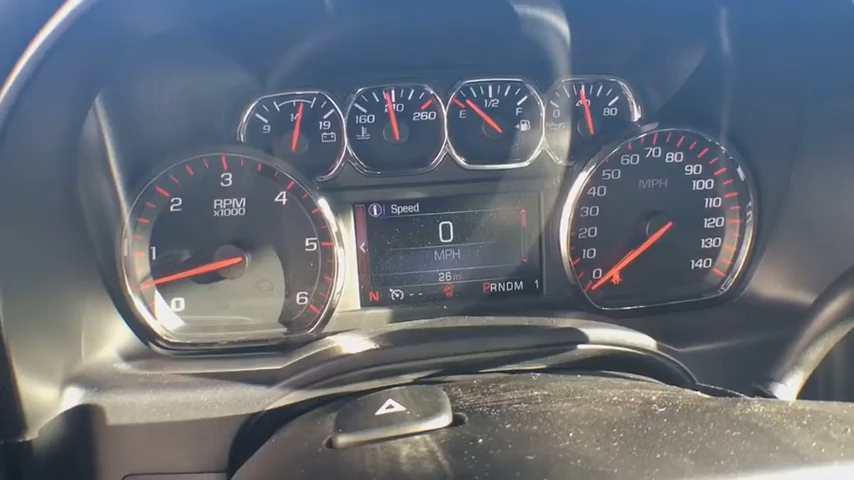 9 14 19
160 210 260
E 1/2 F
0 40 80
RPM
x1000
0 1 2 3 4 5 6
Speed
0
MPH
26 mi
N PRNDM 1
MPH
0 10 20 30 40 50 60 70 80 90 100 110 120 130 140